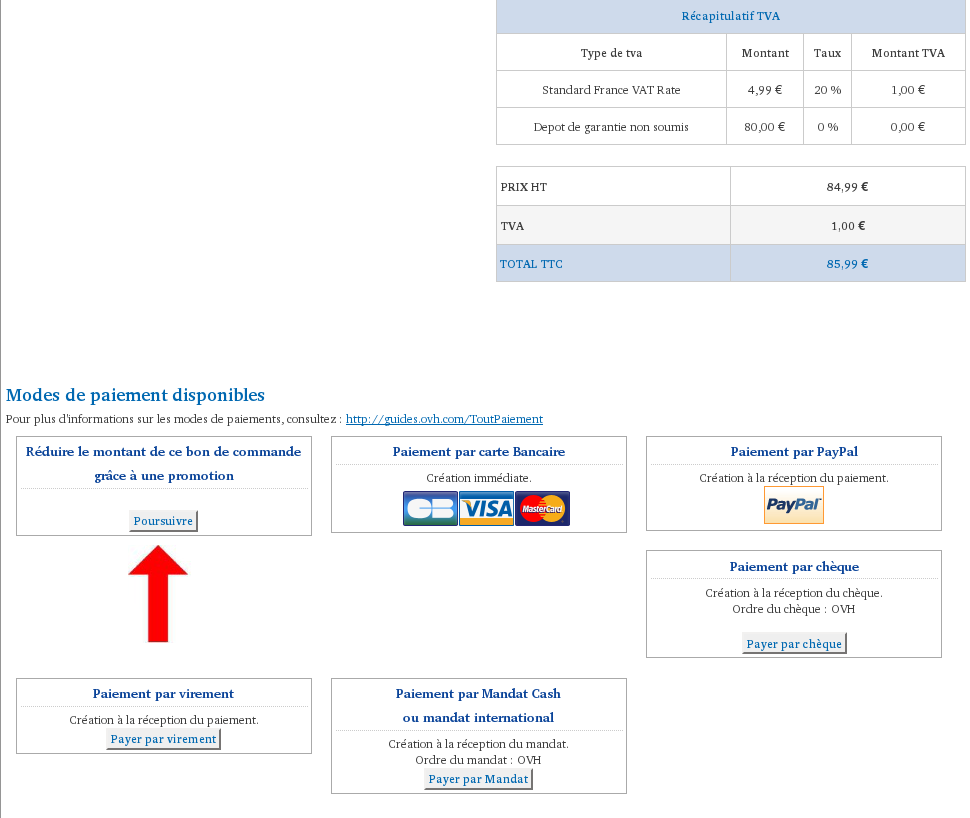 Récapitulatif TVA
Type de tva Montant Taux Montant TVA
Standard France VAT Rate 4,99 € 20 % 1,00 €
Depot de garantie non soumis 80,00 € 0 % 0,00 €
PRIX HT 84,99 €
TVA 1,00 €
TOTAL TTC 85,99 €
Modes de paiement disponibles
Pour plus d'informations sur les modes de paiements, consultez : http://guides.ovh.com/ToutPaiement
Réduire le montant de ce bon de commande
grâce à une promotion
Poursuivre
Paiement par carte Bancaire
Création immédiate.
CB VISA MasterCard
Paiement par PayPal
Création à la réception du paiement.
PayPal
Paiement par chèque
Création à la réception du chèque.
Ordre du chèque : OVH
Payer par chèque
Paiement par virement
Création à la réception du paiement.
Payer par virement
Paiement par Mandat Cash
ou mandat international
Création à la réception du mandat.
Ordre du mandat : OVH
Payer par Mandat